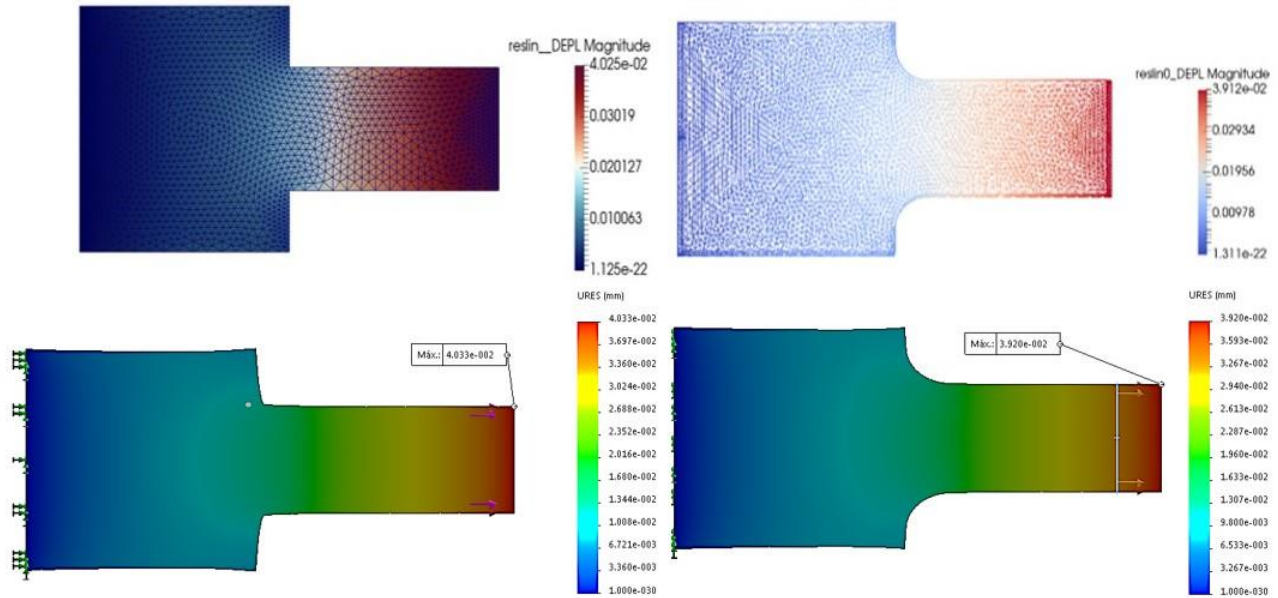 reslin__DEPL Magnitude
4.025e-02
0.03019
0.020127
0.010063
1.125e-22
reslin0_DEPL Magnitude
3.912e-02
0.02934
0.01956
0.00978
1.311e-22
URES (mm)
4.033e-002
3.697e-002
3.360e-002
3.024e-002
2.688e-002
2.352e-002
2.016e-002
1.680e-002
1.344e-002
1.008e-002
6.721e-003
3.360e-003
1.000e-030
Máx.: 4.033e-002
URES (mm)
3.920e-002
3.593e-002
3.267e-002
2.940e-002
2.613e-002
2.287e-002
1.960e-002
1.633e-002
1.307e-002
9.800e-003
6.533e-003
3.267e-003
1.000e-030
Máx.: 3.920e-002